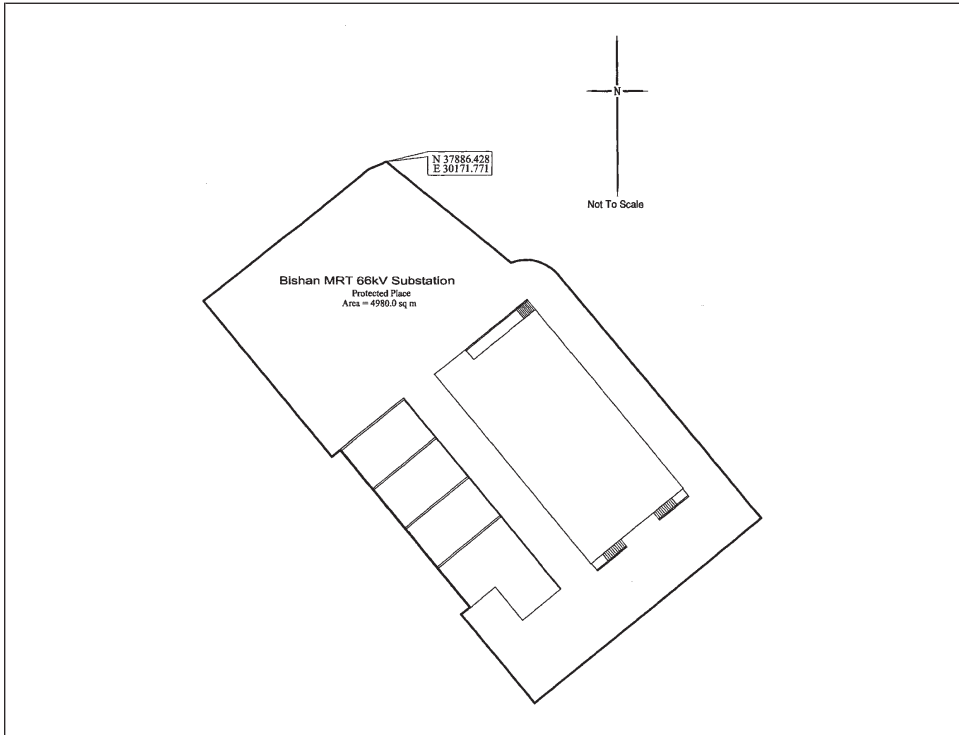 N
N 37886.428
E 30171.771
Not To Scale
Bishan MRT 66kV Substation
Protected Place
Area = 4980.0 sq m